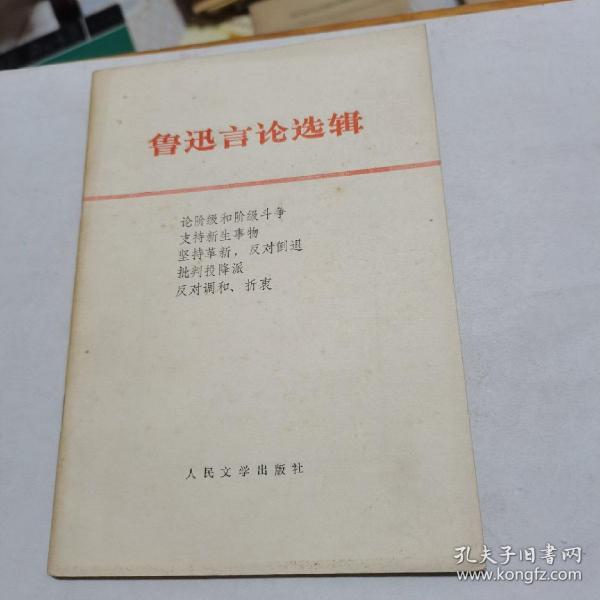 鲁迅言论选辑
论阶级和阶级斗争
支持新生事物
坚持革新，反对倒退
批判投降派
反对调和、折衷
人民文学出版社
孔夫子旧书网
www.kongfz.com